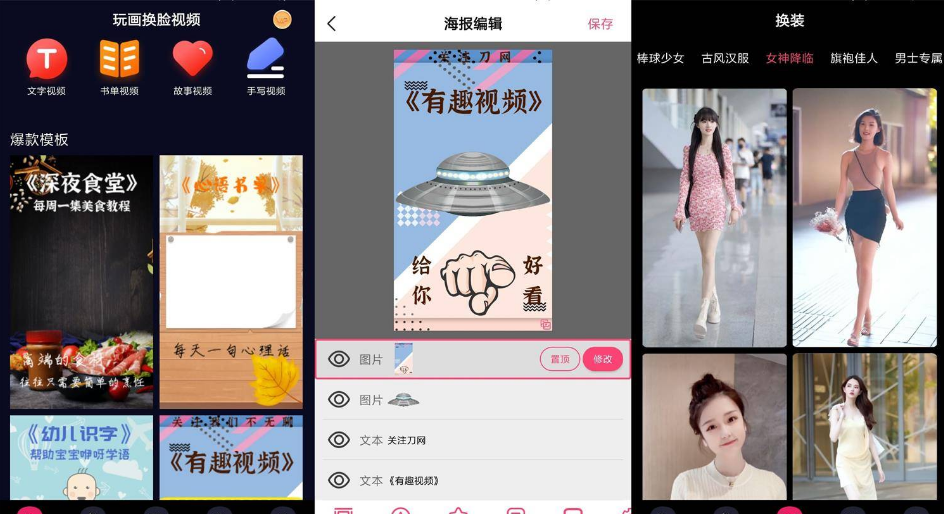 玩画换脸视频
文字视频
书单视频
故事视频
手写视频
爆款模板
《深夜食堂》
每周一集美食教程
高端的食材
往往只需要简单的烹饪
《心语书单》
每天一句心理话
《幼儿识字》
帮助宝宝咿呀学语
关注我们不无聊
《有趣视频》
海报编辑
保存
关注刀网
《有趣视频》
给你
好看
图片
置顶
修改
图片
文本 关注刀网
文本 《有趣视频》
换装
棒球少女
古风汉服
女神降临
旗袍佳人
男士专属